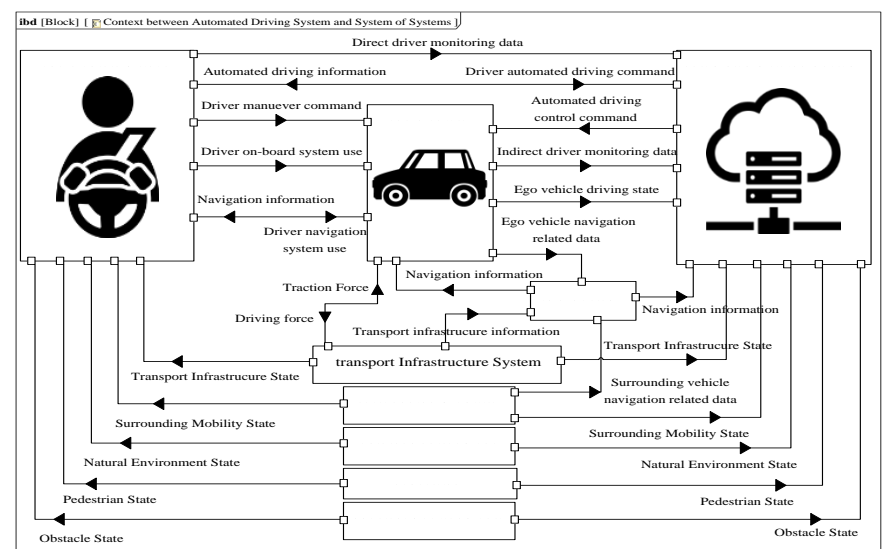 ibd [Block] [ Context between Automated Driving System and System of Systems ]
Direct driver monitoring data
Automated driving information
Driver automated driving command
Driver manuever command
Automated driving
control command
Driver on-board system use
Indirect driver monitoring data
Ego vehicle driving state
Navigation information
Driver navigation
system use
Ego vehicle navigation
related data
Navigation information
Traction Force
Navigation information
Driving force
Transport infrastrucure information
Transport Infrastrucure State
transport Infrastructure System
Transport Infrastrucure State
Surrounding vehicle
navigation related data
Surrounding Mobility State
Surrounding Mobility State
Natural Environment State
Natural Environment State
Pedestrian State
Pedestrian State
Obstacle State
Obstacle State